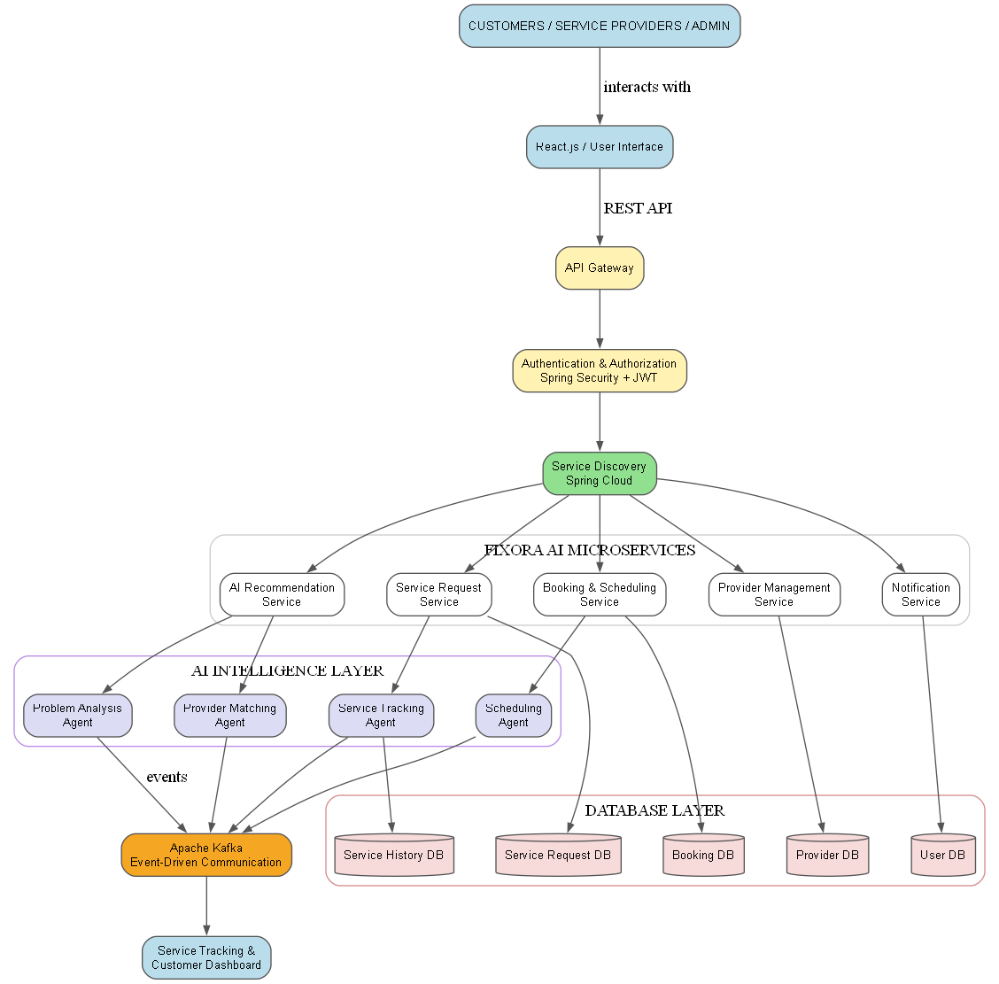 CUSTOMERS / SERVICE PROVIDERS / ADMIN
interacts with
React.js / User Interface
REST API
API Gateway
Authentication & Authorization
Spring Security + JWT
Service Discovery
Spring Cloud
FIXORA AI MICROSERVICES
AI Recommendation
Service
Service Request
Service
Booking & Scheduling
Service
Provider Management
Service
Notification
Service
AI INTELLIGENCE LAYER
Problem Analysis
Agent
Provider Matching
Agent
Service Tracking
Agent
Scheduling
Agent
events
DATABASE LAYER
Apache Kafka
Event-Driven Communication
Service History DB
Service Request DB
Booking DB
Provider DB
User DB
Service Tracking &
Customer Dashboard